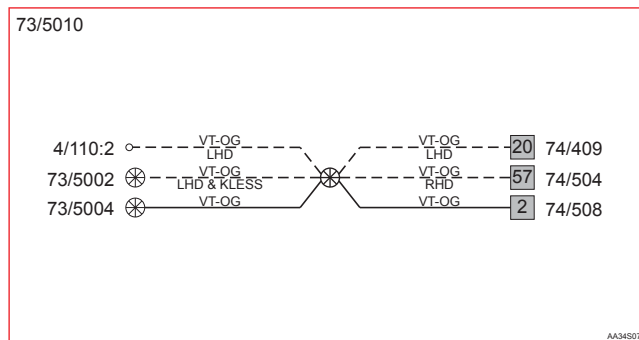 73/5010
4/110:2 VT-OG LHD VT-OG LHD 20 74/409
73/5002 VT-OG LHD & KLESS VT-OG RHD 57 74/504
73/5004 VT-OG VT-OG 2 74/508
AA34S07